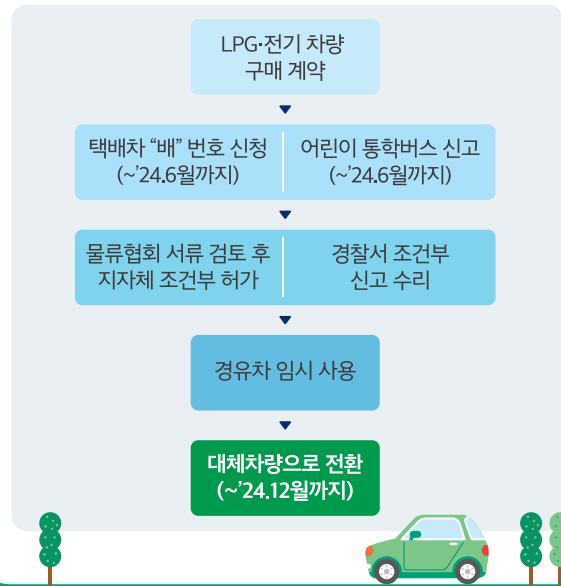 LPG·전기 차량
구매 계약
택배차 “배” 번호 신청
(~’24.6월까지)
어린이 통학버스 신고
(~’24.6월까지)
물류협회 서류 검토 후
지자체 조건부 허가
경찰서 조건부
신고 수리
경유차 임시 사용
대체차량으로 전환
(~’24.12월까지)